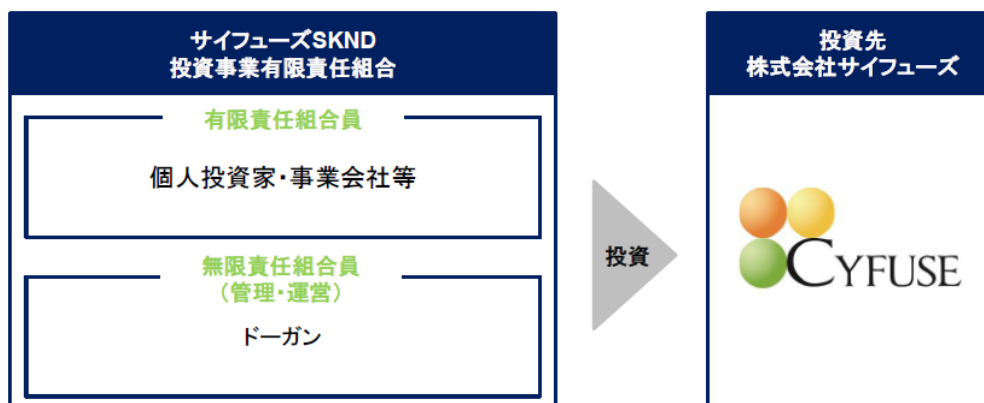 サイフューズSKND
投資事業有限責任組合
有限責任組合員
個人投資家・事業会社等
無限責任組合員
（管理・運営）
ドーガン
投資
投資先
株式会社サイフューズ
CYFUSE